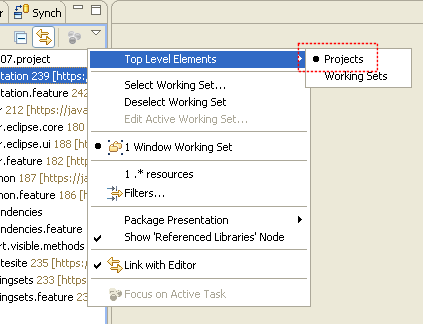 r
Synch
07.project
tation 239 [https:/
.feature 242
r 212 [https://java
r.eclipse.core 180
r.eclipse.ui 188 [ht
r.feature 182 [http
non 187 [https://ja
non.feature 186 [
ndencies
ndencies.feature
rt.visible.methods
tesite 235 [https://
ingsets 233 [https
ingsets.feature 23
Top Level Elements
Select Working Set...
Deselect Working Set
Edit Active Working Set...
1 Window Working Set
1 .* resources
Filters...
Package Presentation
Show 'Referenced Libraries' Node
Link with Editor
Focus on Active Task
Projects
Working Sets